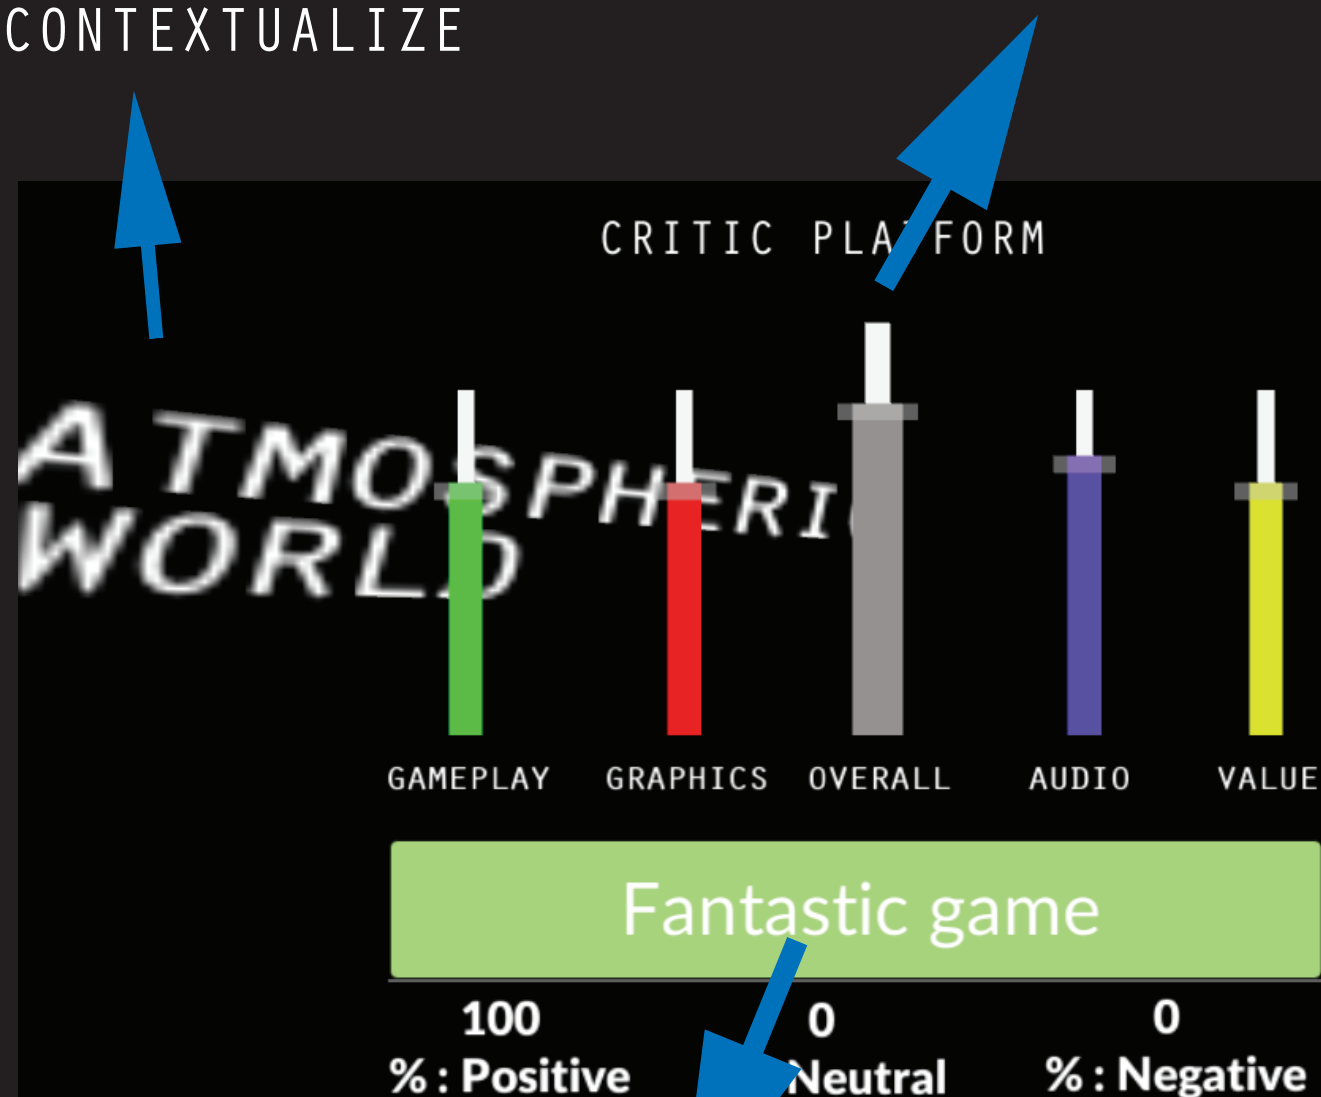 CONTEXTUALIZE
CRITIC PLATFORM
ATMOSPHERIC
WORLD
GAMEPLAY GRAPHICS OVERALL AUDIO VALUE
Fantastic game
100 0 0
% : Positive Neutral % : Negative